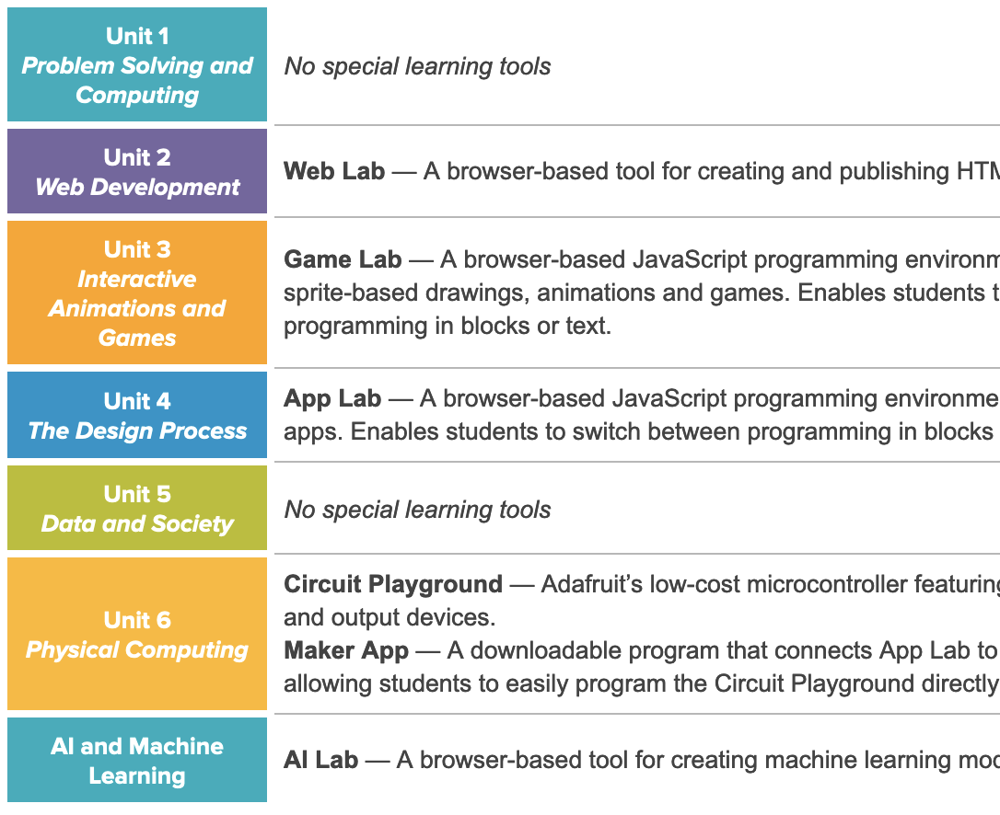 Unit 1
Problem Solving and
Computing
No special learning tools
Unit 2
Web Development
Web Lab — A browser-based tool for creating and publishing
Unit 3
Interactive
Animations and
Games
Game Lab — A browser-based JavaScript programming
sprite-based drawings, animations and games. Enables students
programming in blocks or text.
Unit 4
The Design Process
App Lab — A browser-based JavaScript programming
apps. Enables students to switch between programming in blocks
Unit 5
Data and Society
No special learning tools
Unit 6
Physical Computing
Circuit Playground — Adafruit’s low-cost microcontroller featuring
and output devices.
Maker App — A downloadable program that connects App Lab to
allowing students to easily program the Circuit Playground directly
AI and Machine
Learning
AI Lab — A browser-based tool for creating machine learning